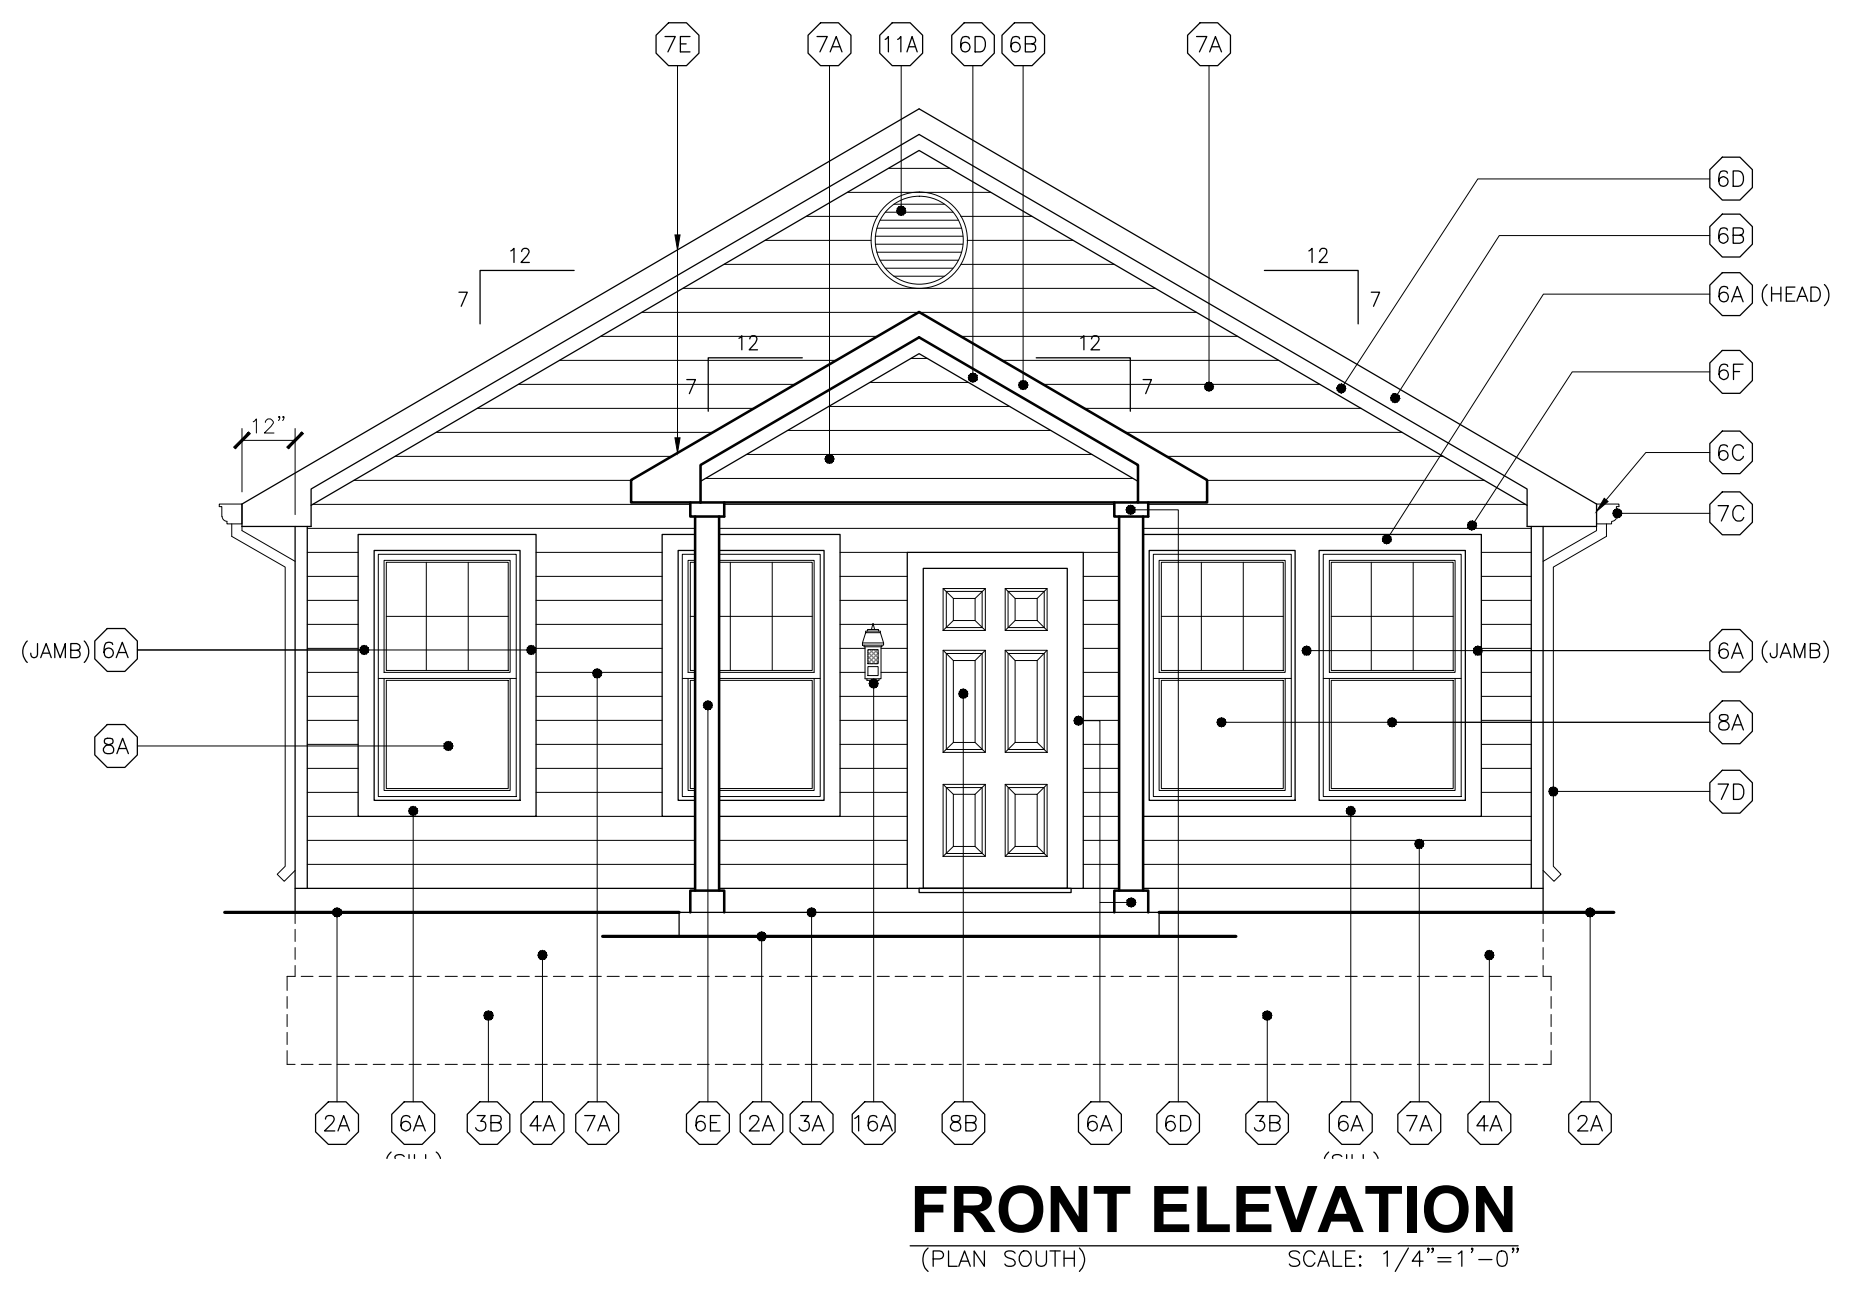 7E 7A 11A 6D 6B 7A
6D
6B
12 12
6A (HEAD)
7 7
12 12
6F
7 7
12"
6C
7C
(JAMB) 6A
6A (JAMB)
8A
8A
7D
2A 6A 3B 4A 7A 6E 2A 3A 16A 8B 6A 6D 3B 6A 7A 4A 2A
(SILL) (SILL)
FRONT ELEVATION
(PLAN SOUTH) SCALE: 1/4"=1'-0"